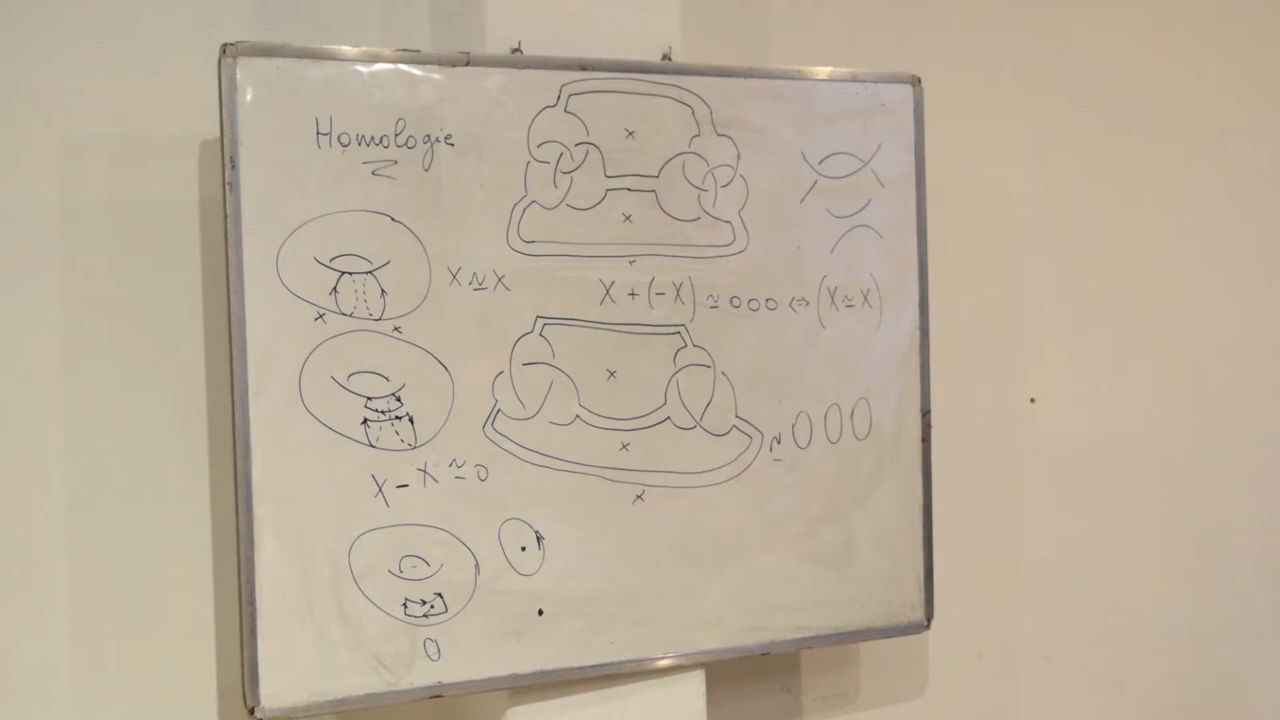 Homologie
x
x
x
X ≃ X
x x
X + (-X) ≃ 000 ⇔ (X ≃ X)
x
x
x
≃ 000
X - X ≃ 0
0